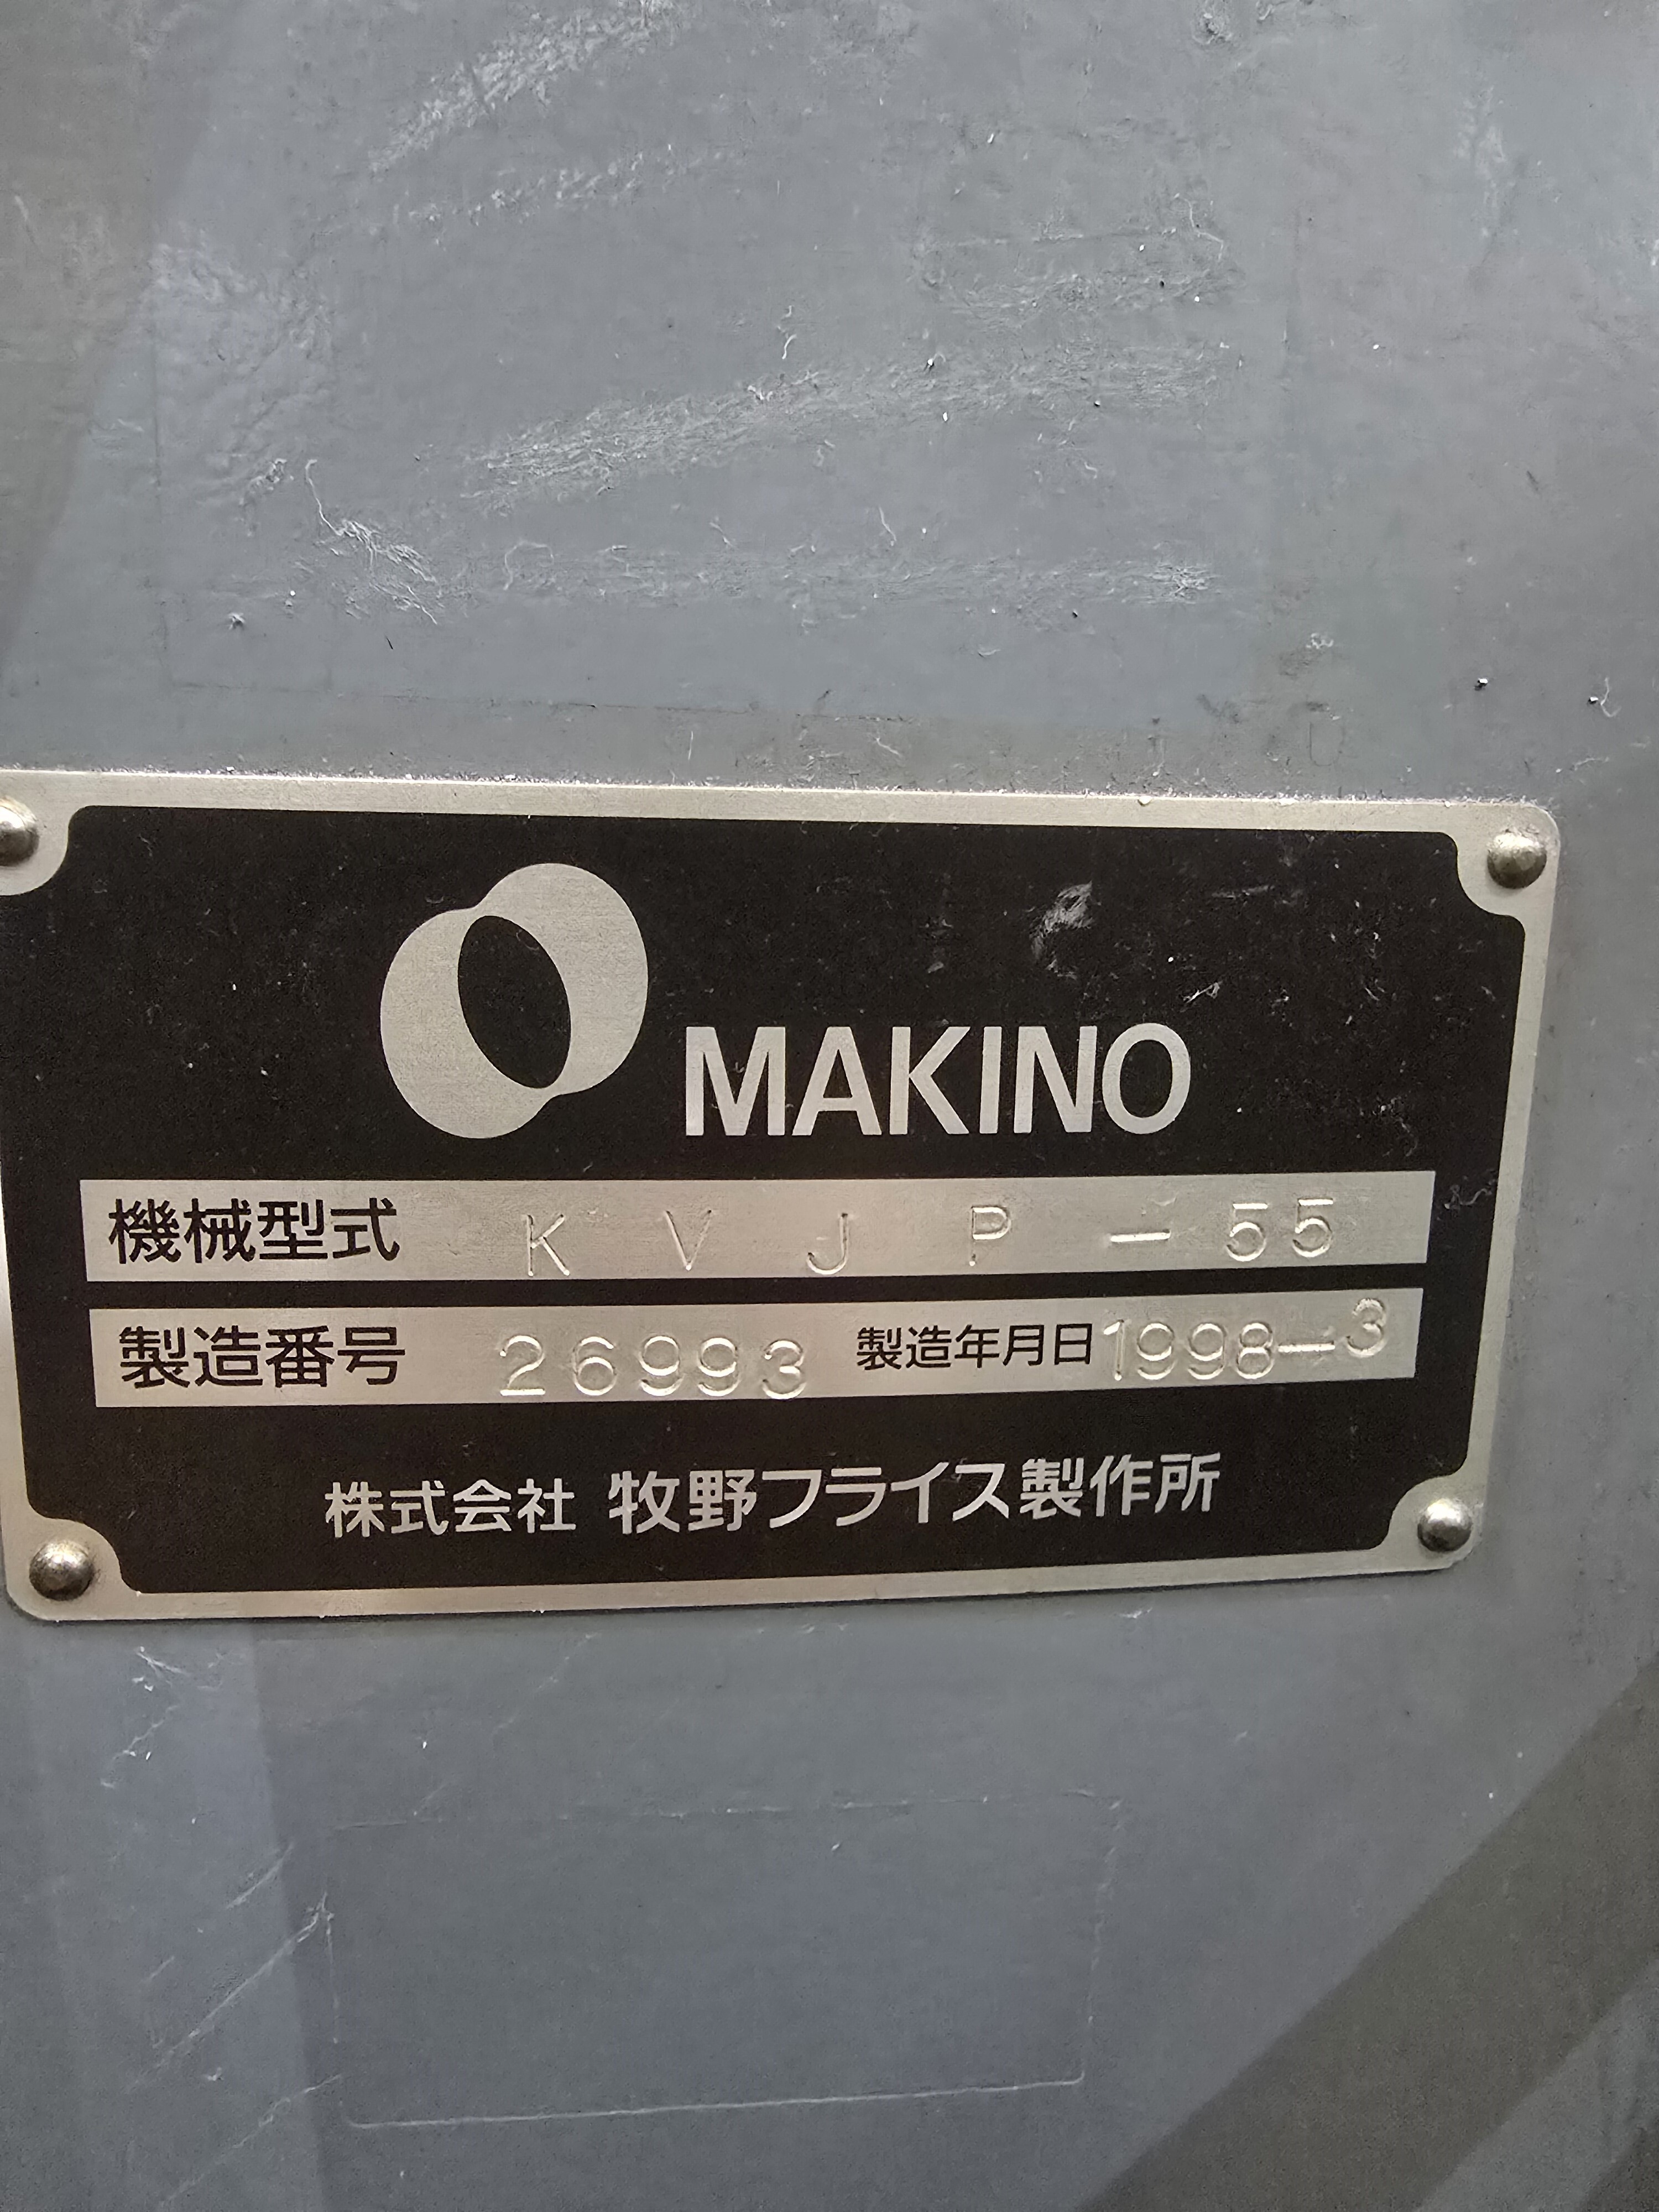 MAKINO
機械型式 KVJP-55
製造番号 26993 製造年月日 1998-3
株式会社 牧野フライス製作所